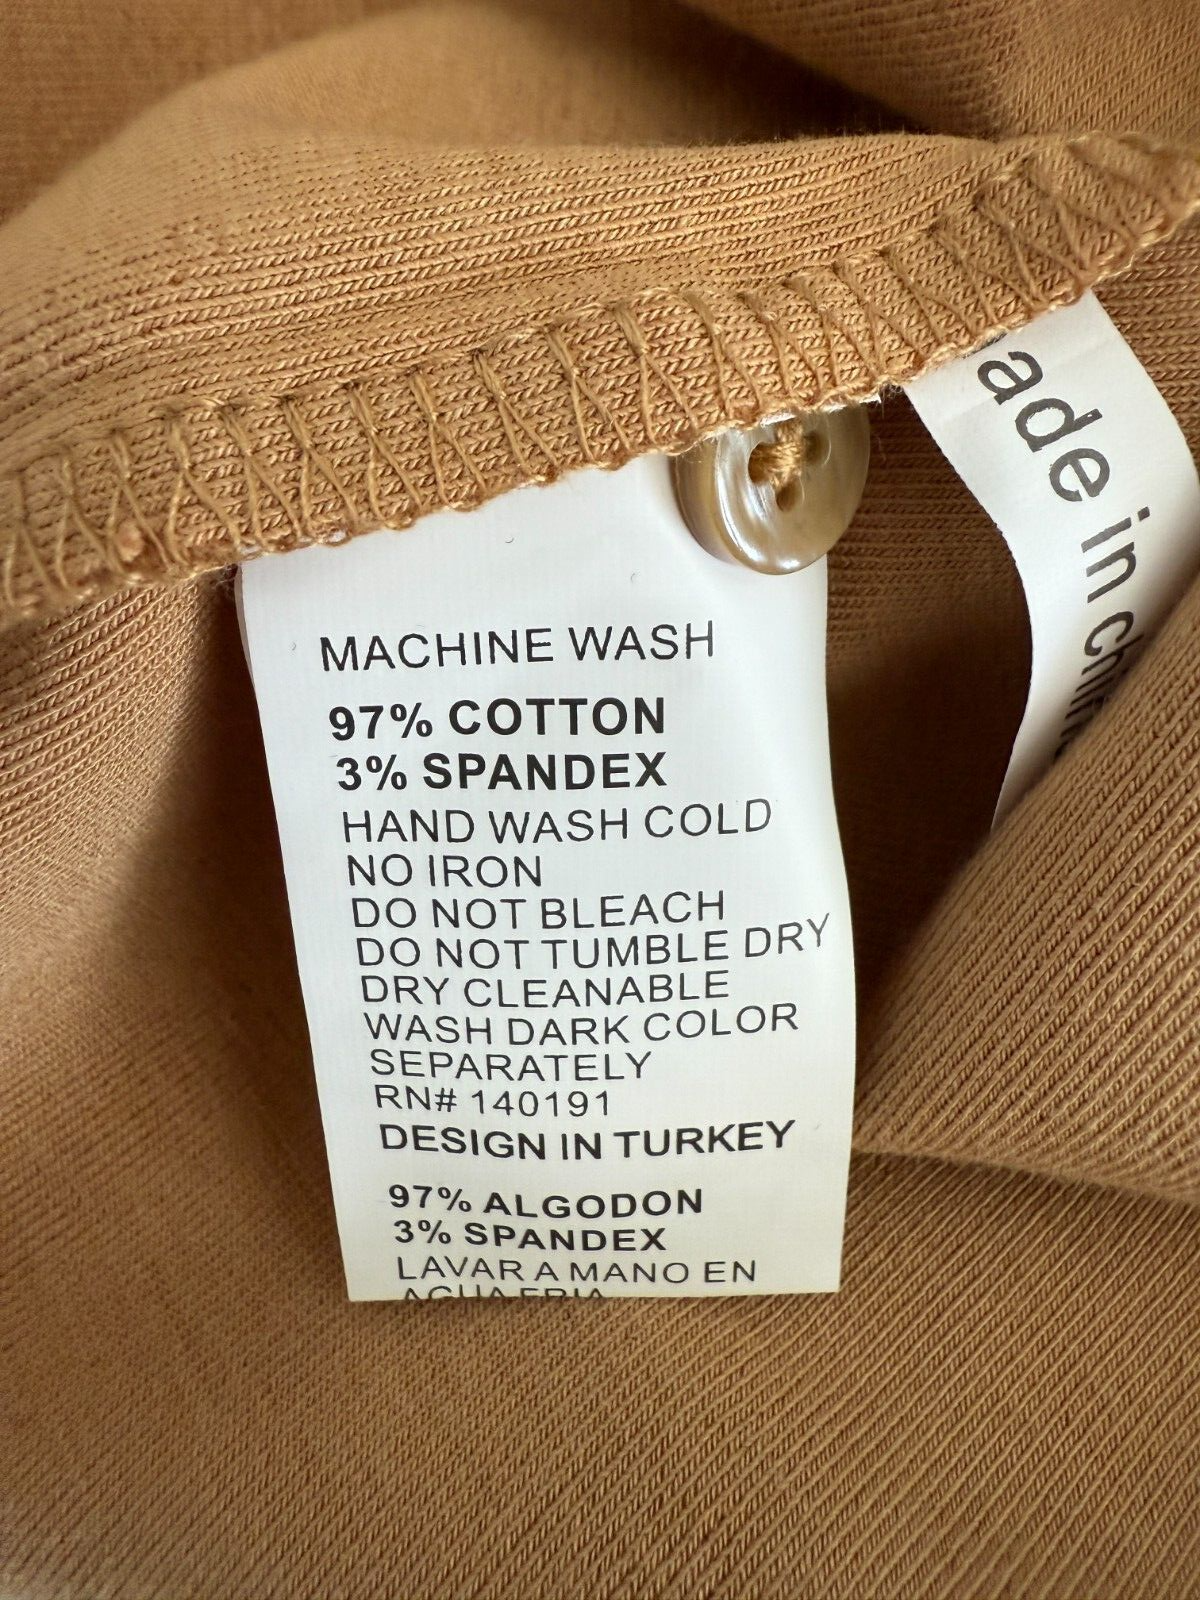 MACHINE WASH
97% COTTON
3% SPANDEX
HAND WASH COLD
NO IRON
DO NOT BLEACH
DO NOT TUMBLE DRY
DRY CLEANABLE
WASH DARK COLOR
SEPARATELY
RN# 140191
DESIGN IN TURKEY
97% ALGODON
3% SPANDEX
LAVAR A MANO EN
AGUA FRIA
ade in